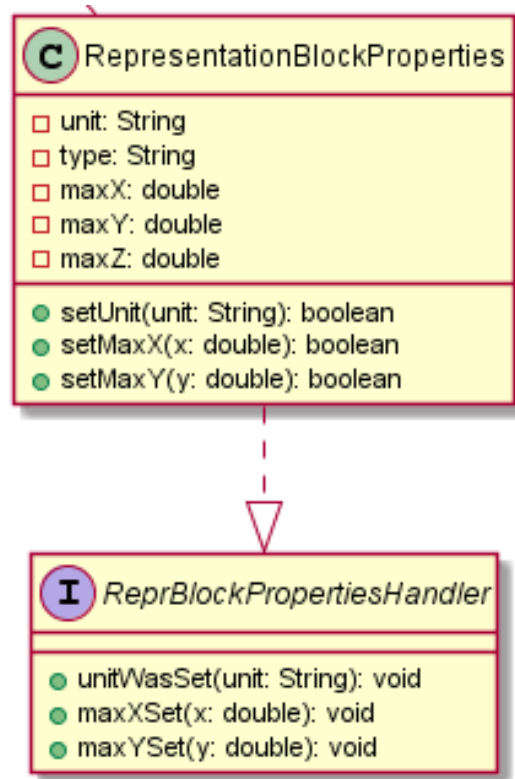 C RepresentationBlockProperties
unit: String
type: String
maxX: double
maxY: double
maxZ: double
setUnit(unit: String): boolean
setMaxX(x: double): boolean
setMaxY(y: double): boolean
I ReprBlockPropertiesHandler
unitWasSet(unit: String): void
maxXSet(x: double): void
maxYSet(y: double): void